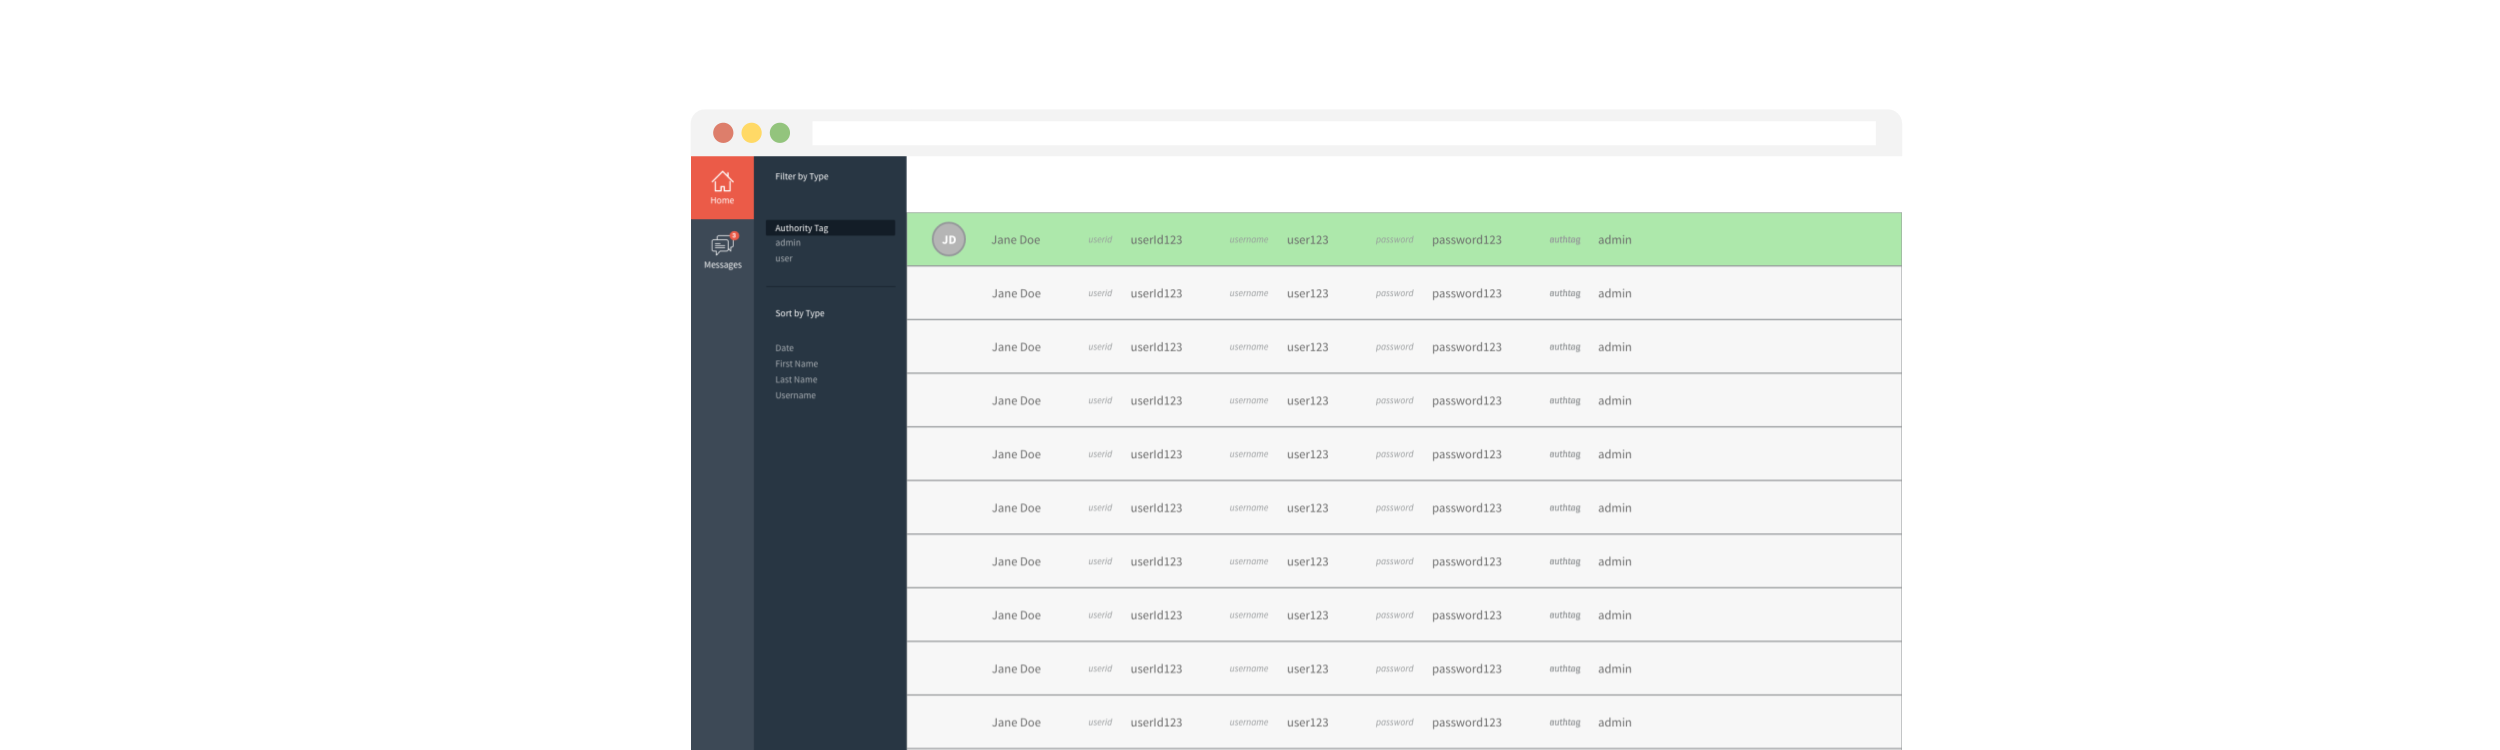 Home
3
Messages
Filter by Type
Authority Tag
admin
user
Sort by Type
Date
First Name
Last Name
Username
JD Jane Doe userid userId123 username user123 password password123 authtag admin
Jane Doe userid userId123 username user123 password password123 authtag admin
Jane Doe userid userId123 username user123 password password123 authtag admin
Jane Doe userid userId123 username user123 password password123 authtag admin
Jane Doe userid userId123 username user123 password password123 authtag admin
Jane Doe userid userId123 username user123 password password123 authtag admin
Jane Doe userid userId123 username user123 password password123 authtag admin
Jane Doe userid userId123 username user123 password password123 authtag admin
Jane Doe userid userId123 username user123 password password123 authtag admin
Jane Doe userid userId123 username user123 password password123 authtag admin